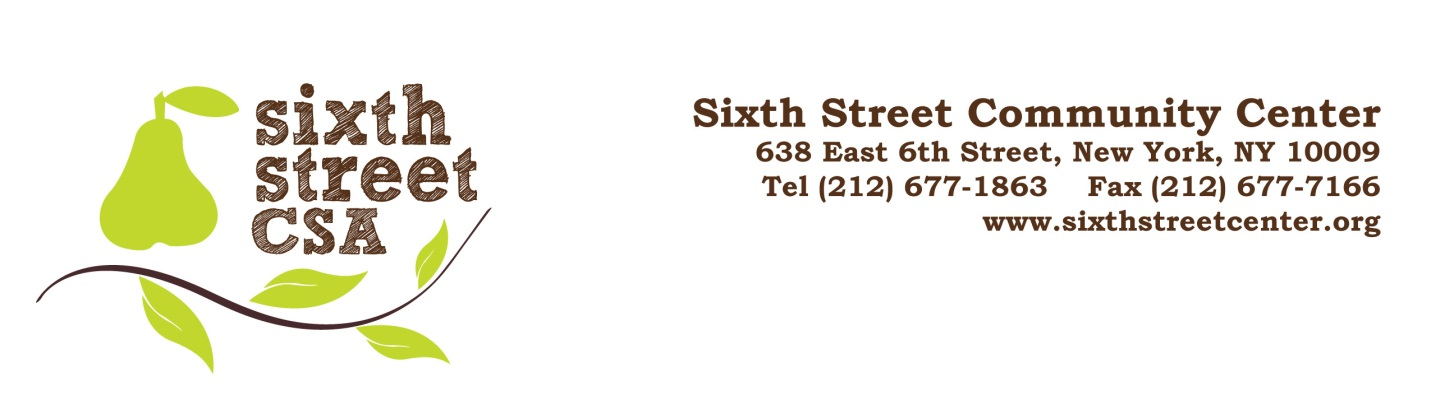 sixth
street
CSA
Sixth Street Community Center
638 East 6th Street, New York, NY 10009
Tel (212) 677-1863 Fax (212) 677-7166
www.sixthstreetcenter.org